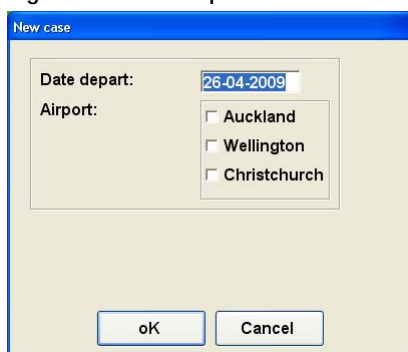 New case
Date depart: 26-04-2009
Airport:
Auckland
Wellington
Christchurch
oK Cancel